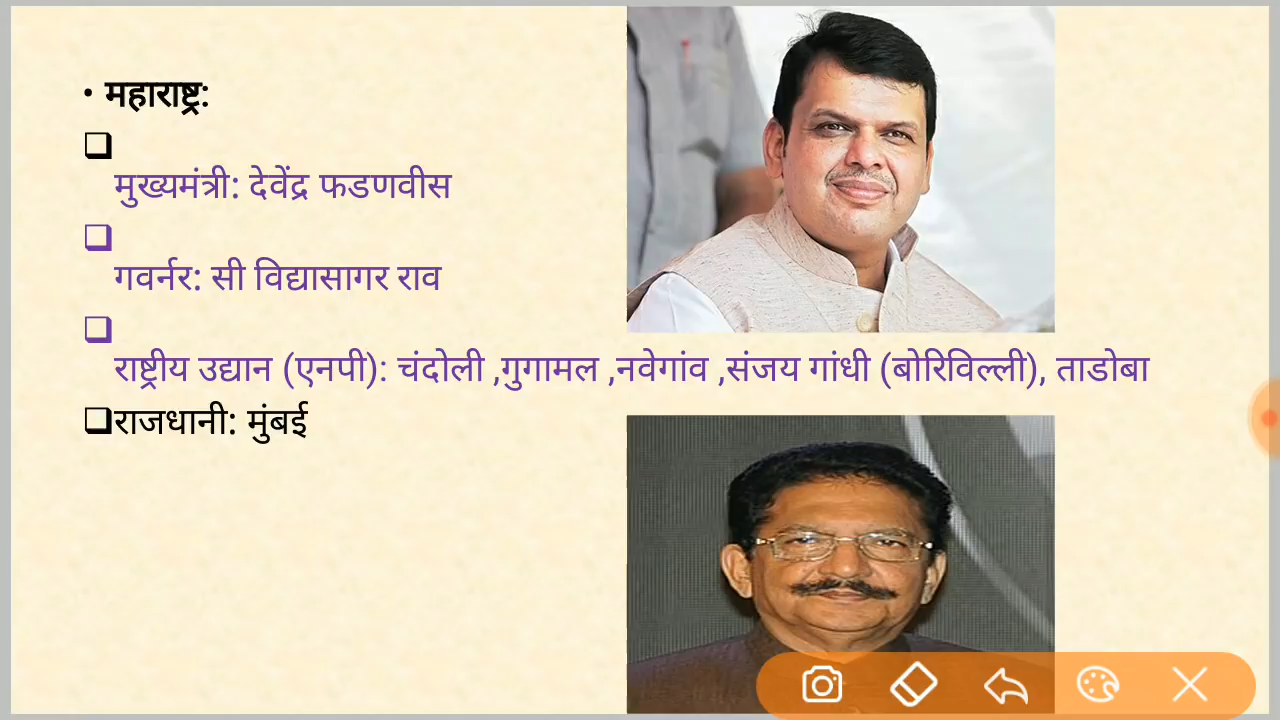 • महाराष्ट्र:
❑
मुख्यमंत्री: देवेंद्र फडणवीस
❑
गवर्नर: सी विद्यासागर राव
❑
राष्ट्रीय उद्यान (एनपी): चंदोली ,गुगामल ,नवेगांव ,संजय गांधी (बोरिविल्ली), ताडोबा
❑राजधानी: मुंबई